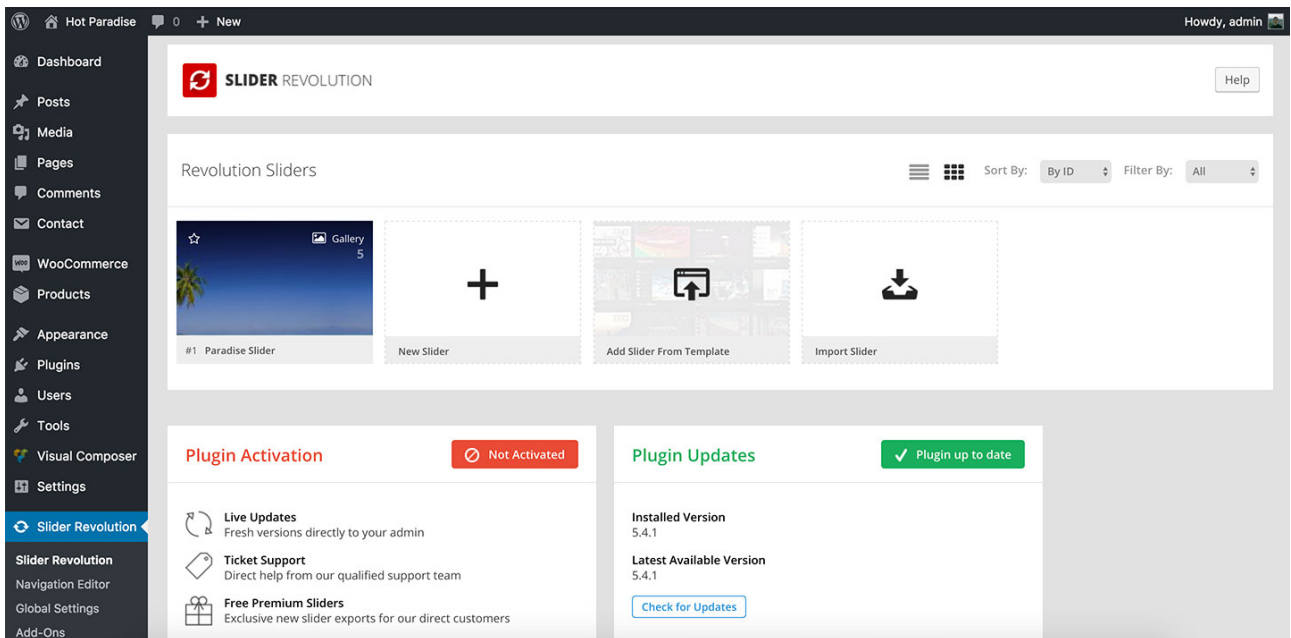 Hot Paradise 0 New Howdy, admin
Dashboard
Posts
Media
Pages
Comments
Contact
WooCommerce
Products
Appearance
Plugins
Users
Tools
Visual Composer
Settings
Slider Revolution
Slider Revolution
Navigation Editor
Global Settings
Add-Ons
SLIDER REVOLUTION
Help
Revolution Sliders
Sort By: By ID Filter By: All
Gallery
5
#1 Paradise Slider
New Slider
Add Slider From Template
Import Slider
Plugin Activation
Not Activated
Live Updates
Fresh versions directly to your admin
Ticket Support
Direct help from our qualified support team
Free Premium Sliders
Exclusive new slider exports for our direct customers
Plugin Updates
Plugin up to date
Installed Version
5.4.1
Latest Available Version
5.4.1
Check for Updates